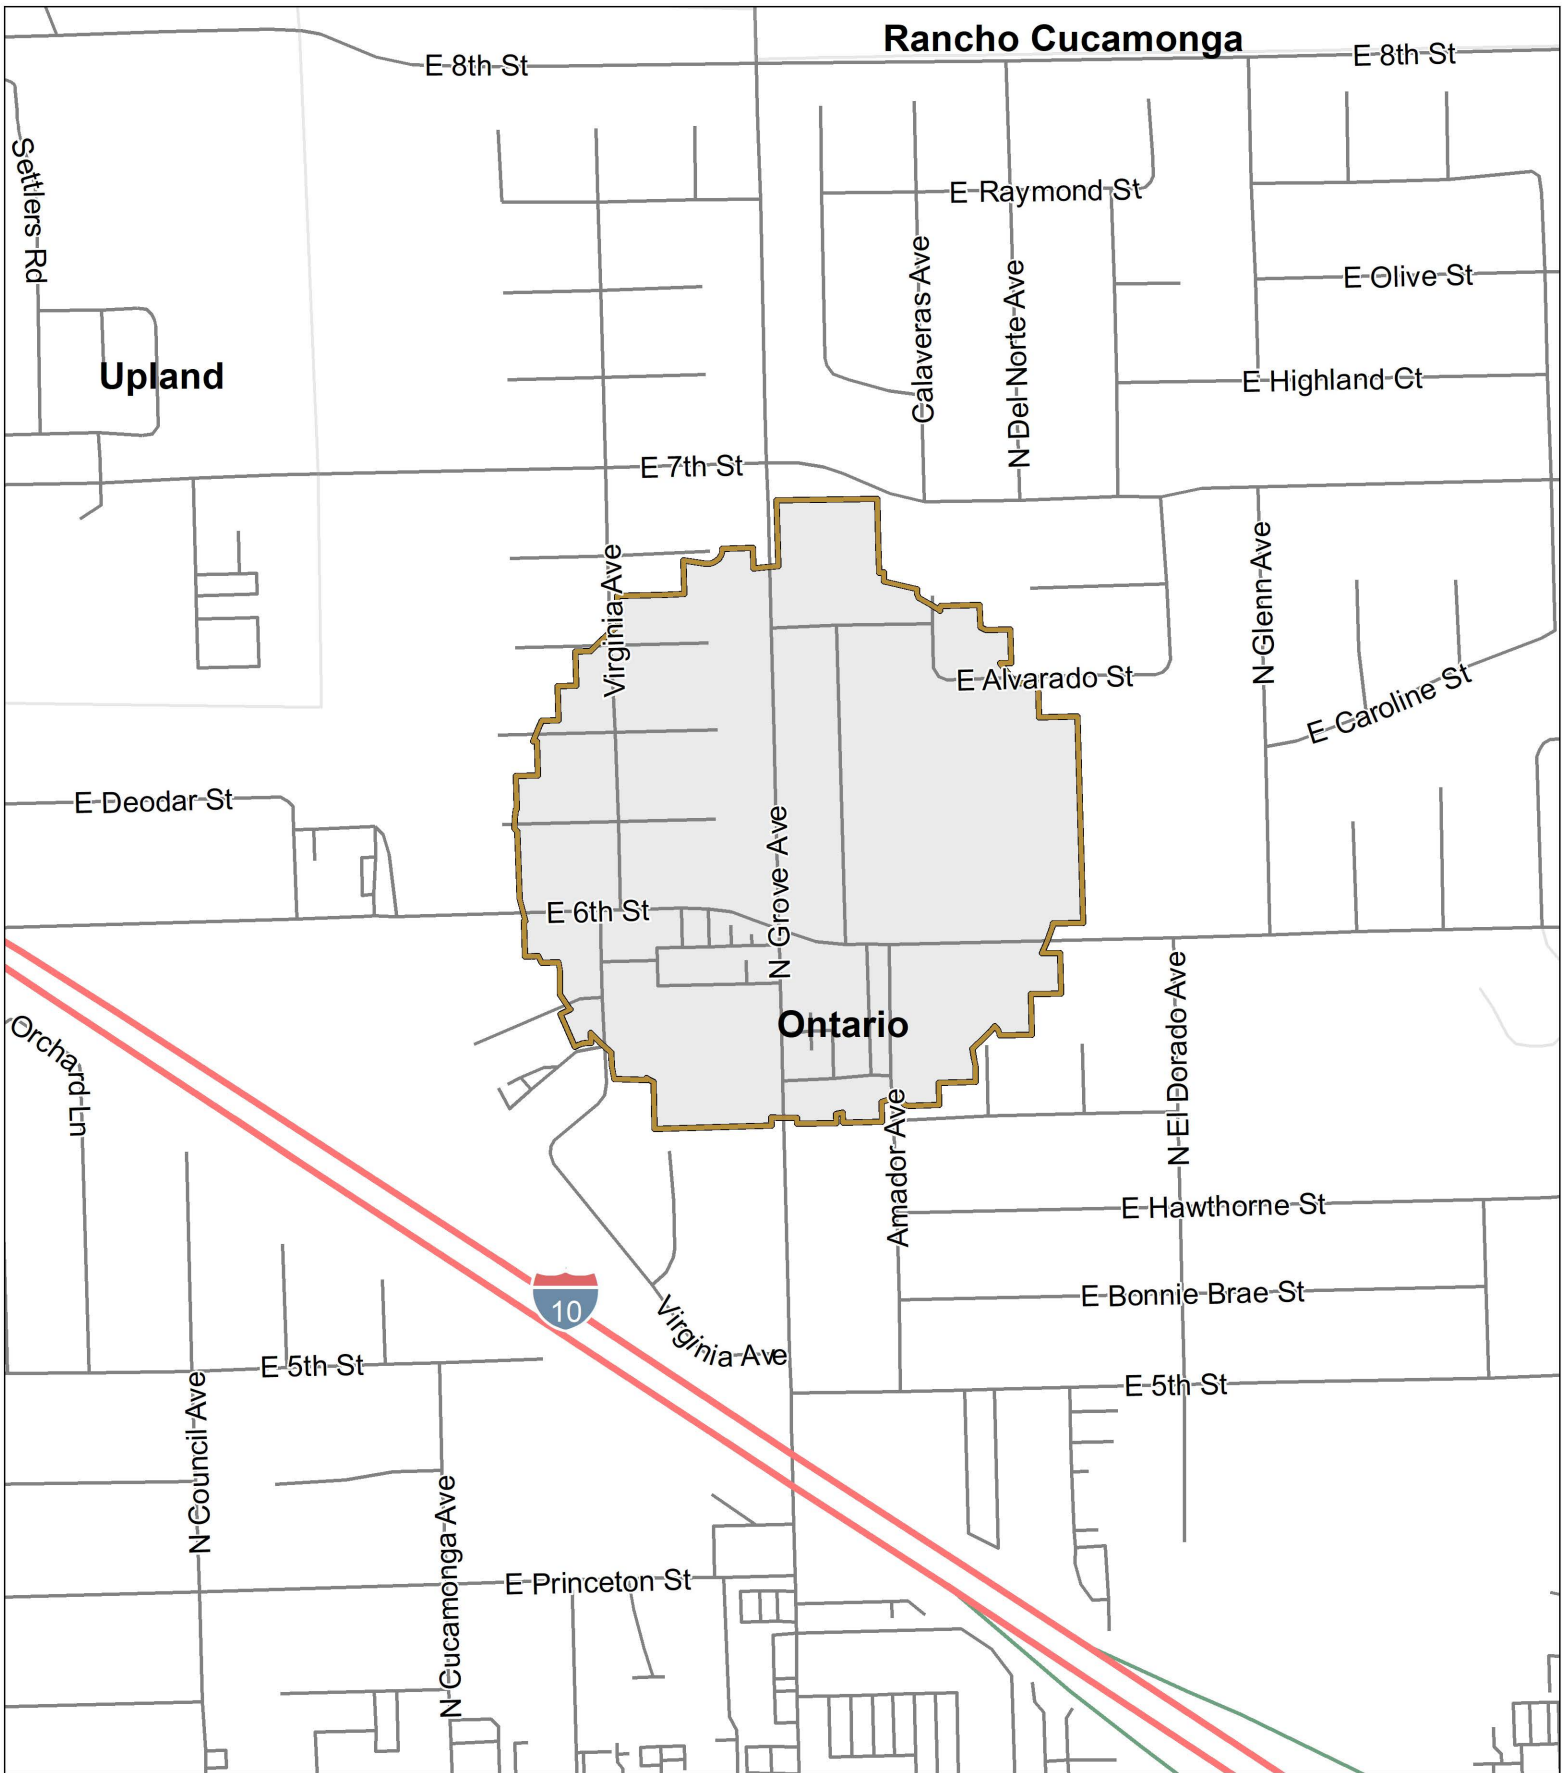 Rancho Cucamonga
E 8th St
E 8th St
Settlers Rd
E Raymond St
Calaveras Ave
N Del Norte Ave
E Olive St
Upland
E Highland Ct
E 7th St
Virginia Ave
N Glenn Ave
E Alvarado St
E Caroline St
E Deodar St
N Grove Ave
E 6th St
Ontario
N El Dorado Ave
Orchard Ln
Amador Ave
E Hawthorne St
E Bonnie Brae St
10
Virginia Ave
E 5th St
E 5th St
N Council Ave
N Cucamonga Ave
E Princeton St